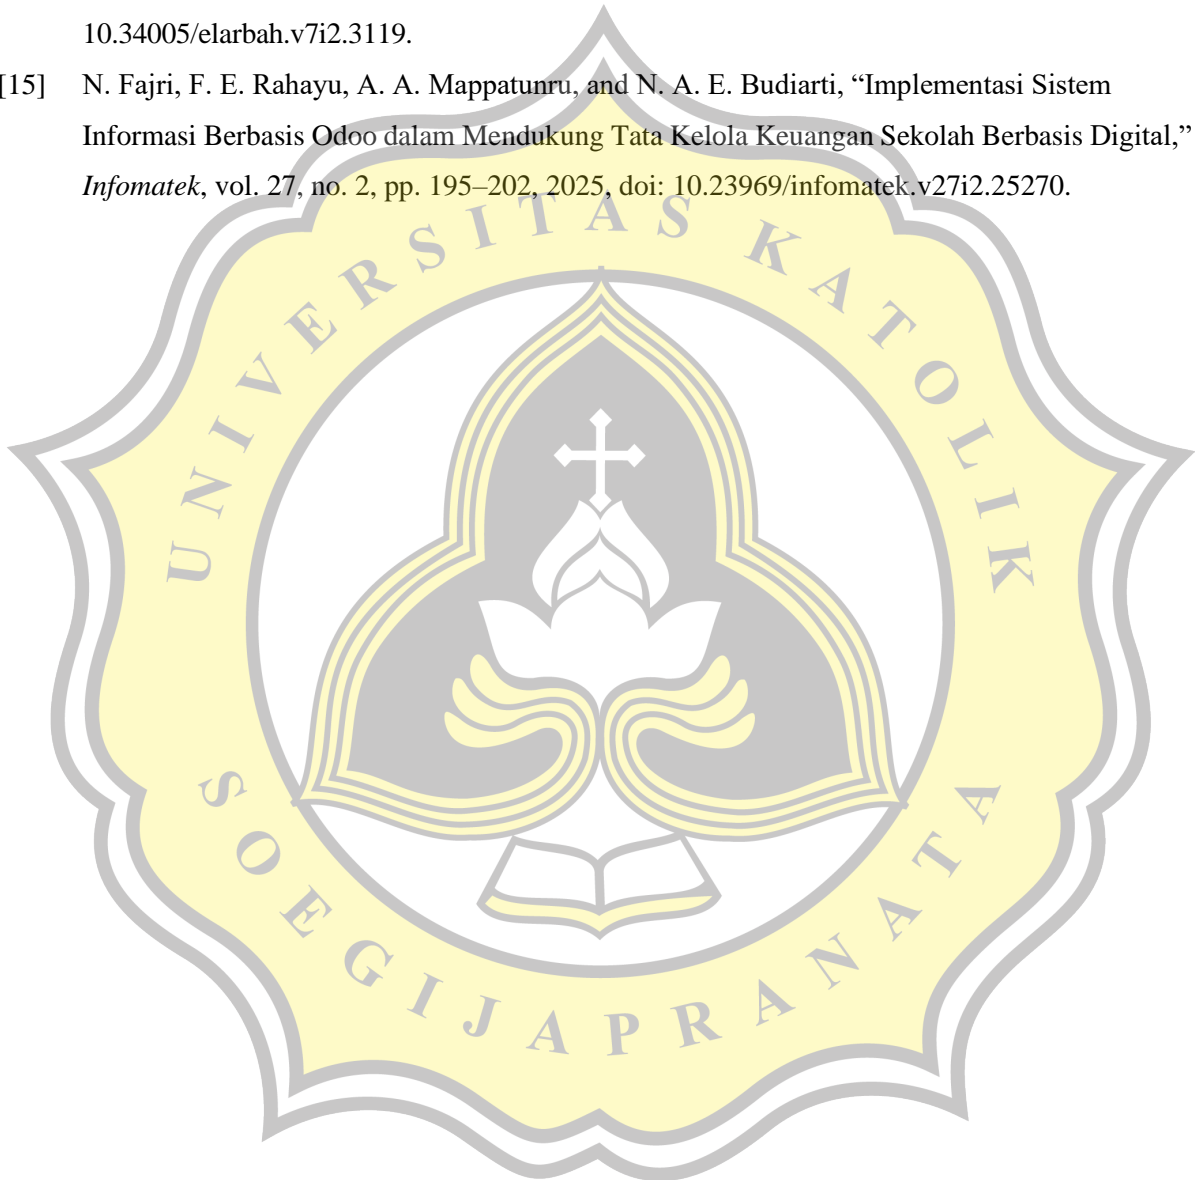 10.34005/elarbah.v7i2.3119.
[15] N. Fajri, F. E. Rahayu, A. A. Mappatunru, and N. A. E. Budiarti, “Implementasi Sistem
Informasi Berbasis Odoo dalam Mendukung Tata Kelola Keuangan Sekolah Berbasis Digital,”
Infomatek, vol. 27, no. 2, pp. 195–202, 2025, doi: 10.23969/infomatek.v27i2.25270.
UNIVERSITAS KATOLIK
SOEGIJAPRANATA